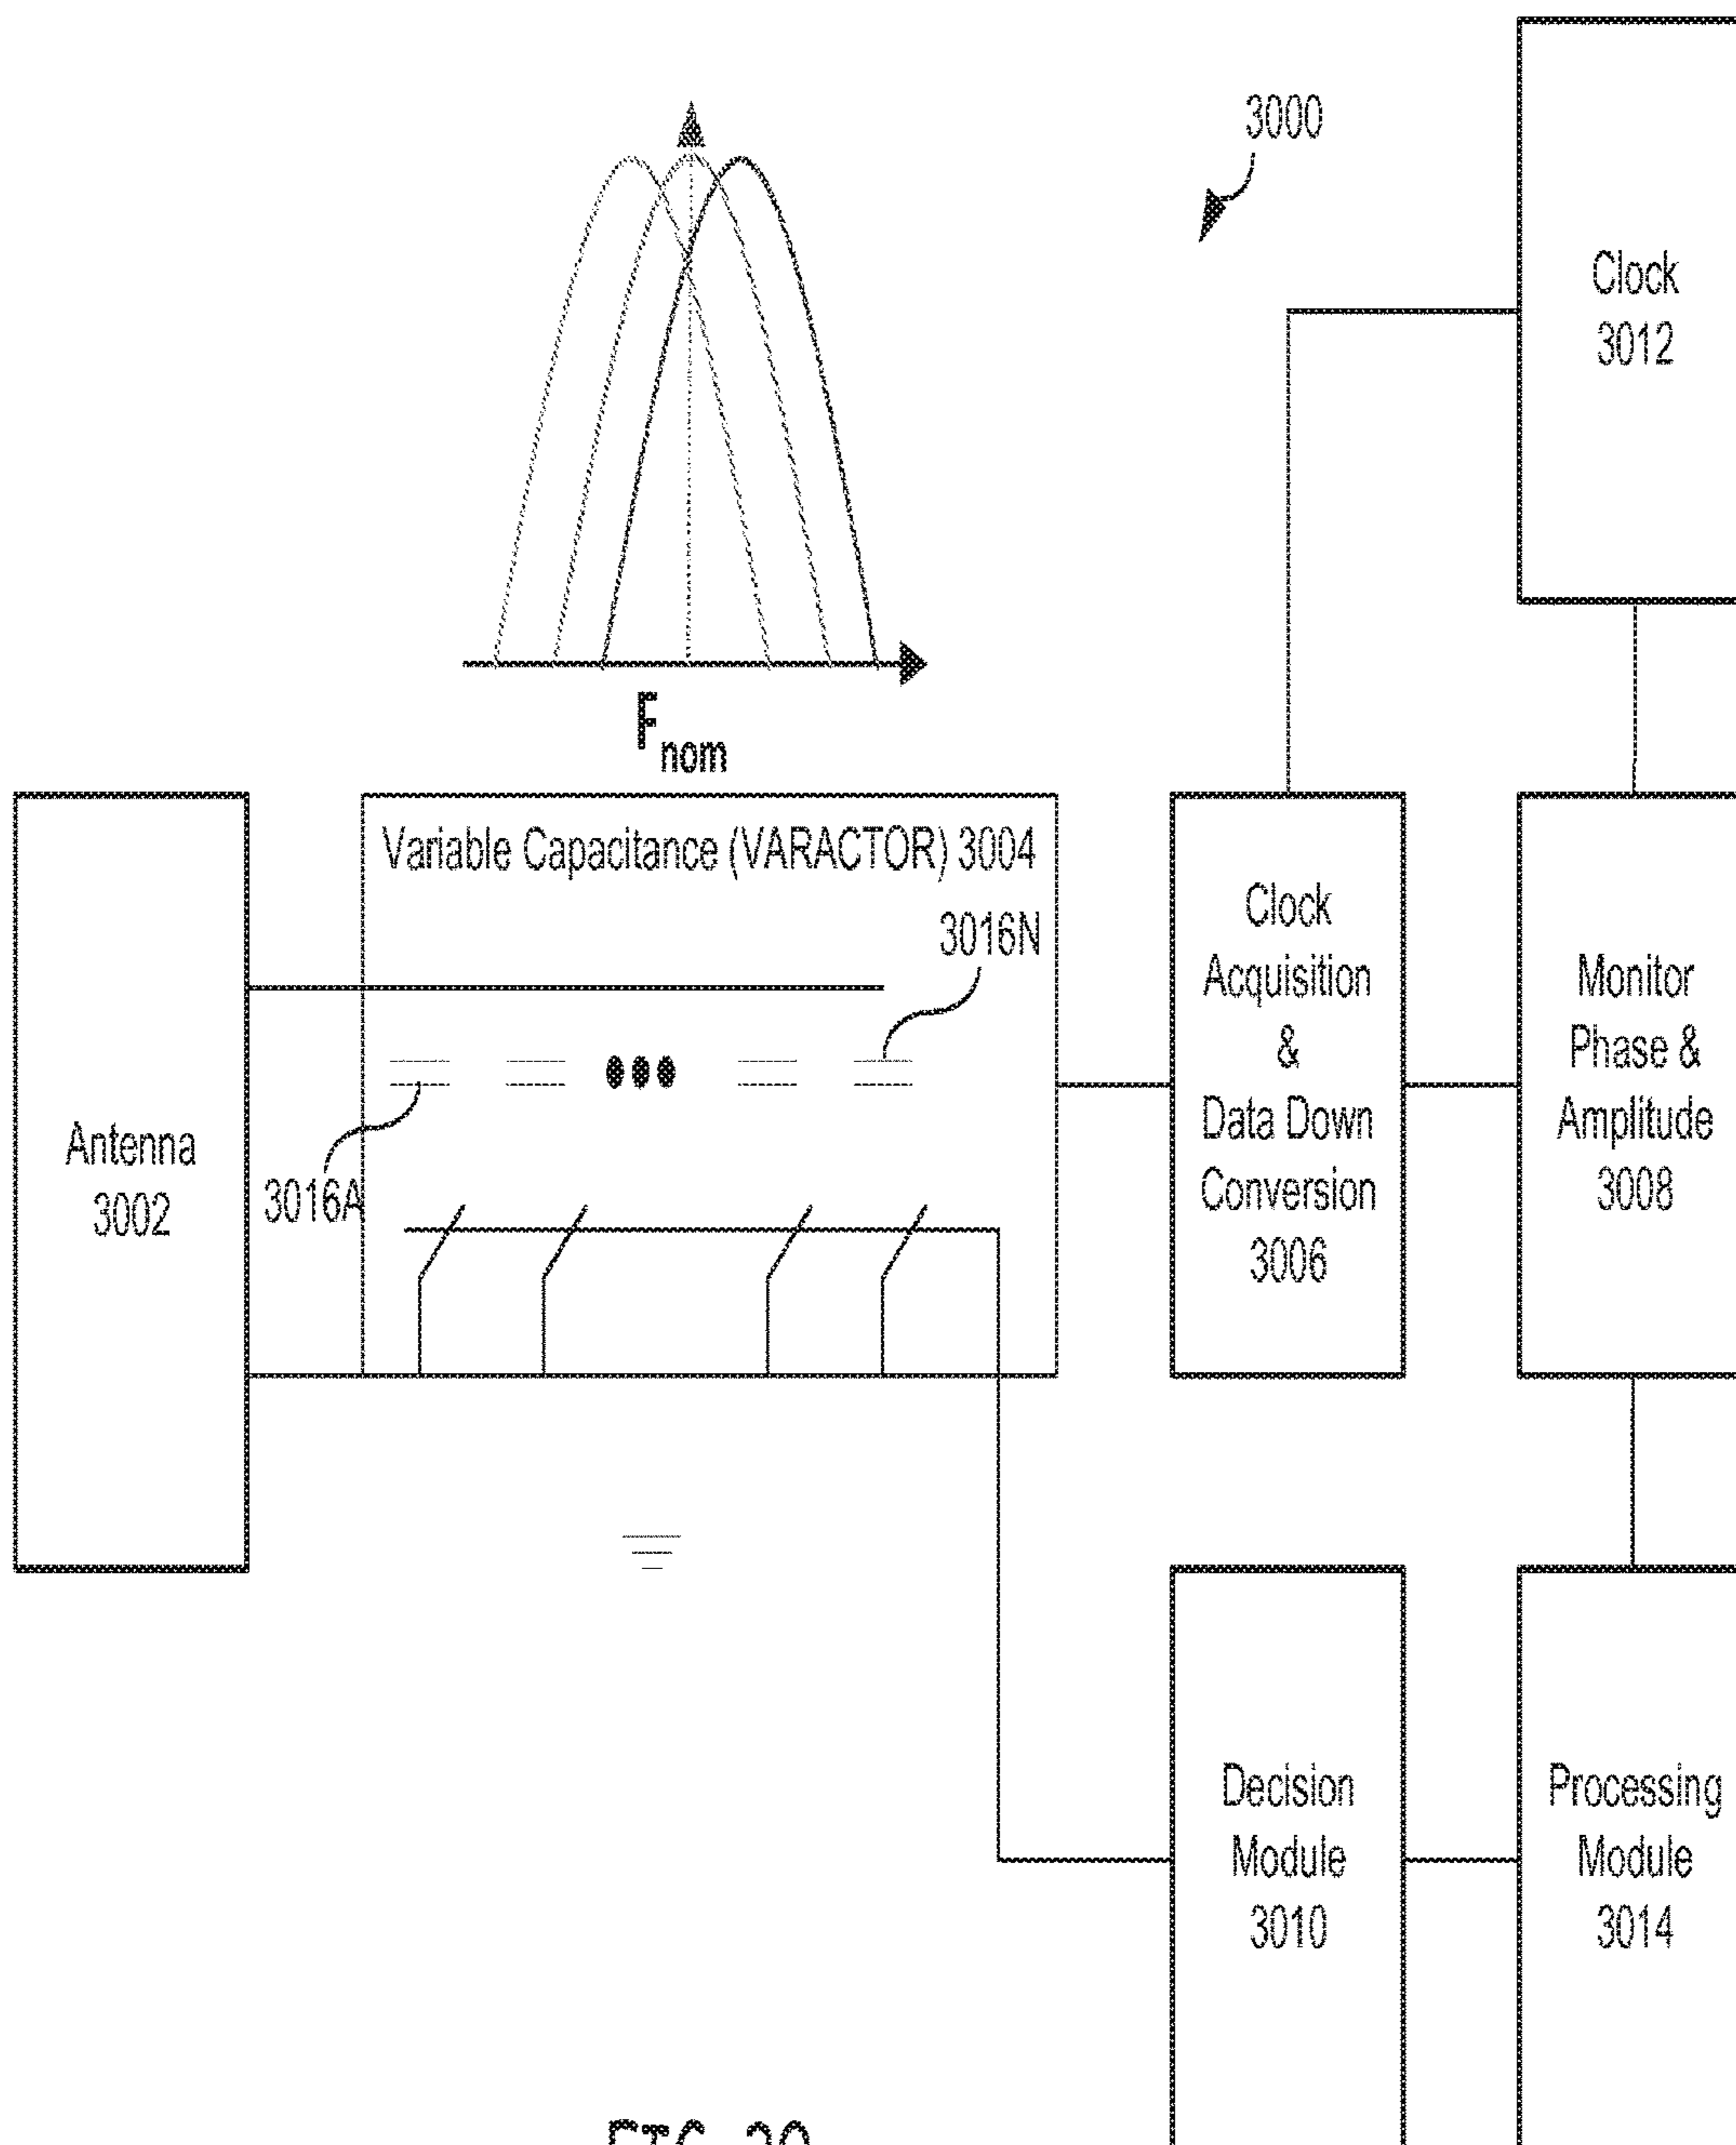 3000
Clock
3012
F
nom
Variable Capacitance (VARACTOR) 3004
3016N
3016A
Antenna
3002
Clock
Acquisition
&
Data Down
Conversion
3006
Monitor
Phase &
Amplitude
3008
Decision
Module
3010
Processing
Module
3014